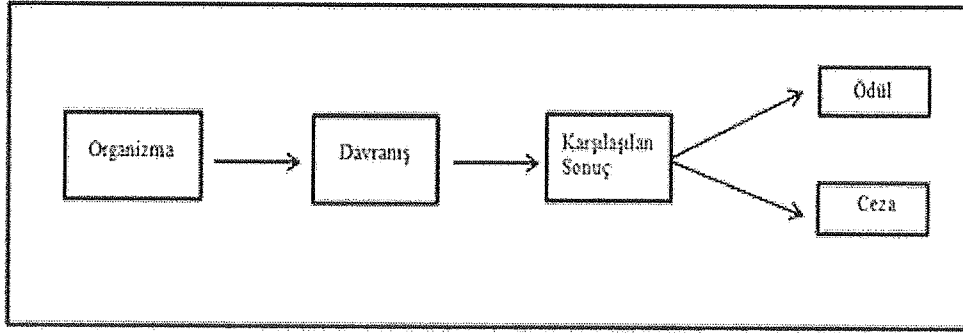 Organizma
Davranış
Karşılaşılan
Sonuç
Ödül
Ceza